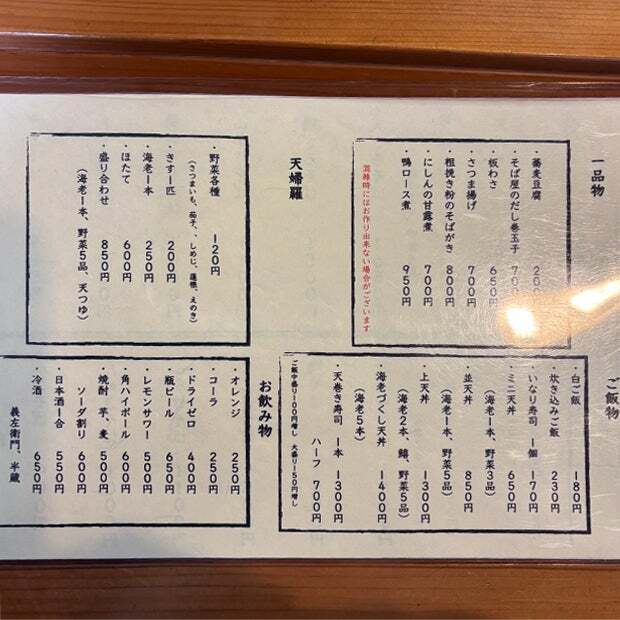 一品物
・蕎麦豆腐 200
・そば屋のだし巻玉子 700
・板わさ 650円
・さつま揚げ 700円
・粗挽き粉のそばがき 800円
・にしんの甘露煮 700円
・鴨ロース煮 950円
混雑時にはお作り出来ない場合がございます
天婦羅
・野菜各種 120円
(さつまいも、茄子、、しめじ、蓮根、えのき)
・きす一匹 200円
・海老一本 250円
・ほたて 600円
・盛り合わせ 850円
(海老1本、野菜5品、天つゆ)
ご飯物
・白ご飯 180円
・炊き込みご飯 230円
・いなり寿司 1個 170円
・ミニ天丼 650円
(海老1本、野菜3品)
・並天丼 850円
(海老1本、野菜5品)
・上天丼 1300円
(海老2本、鱚、野菜5品)
・海老づくし天丼 1400円
(海老5本)
・天巻き寿司 1本 1300円
ハーフ 700円
ご飯中盛り100円増し 大盛り150円増し
お飲み物
・オレンジ 250円
・コーラ 250円
・ドライゼロ 400円
・瓶ビール 650円
・レモンサワー 500円
・角ハイボール 600円
・焼酎 芋、麦 500円
ソーダ割り 600円
・日本酒一合 550円
・冷酒 650円
義左衛門、半蔵